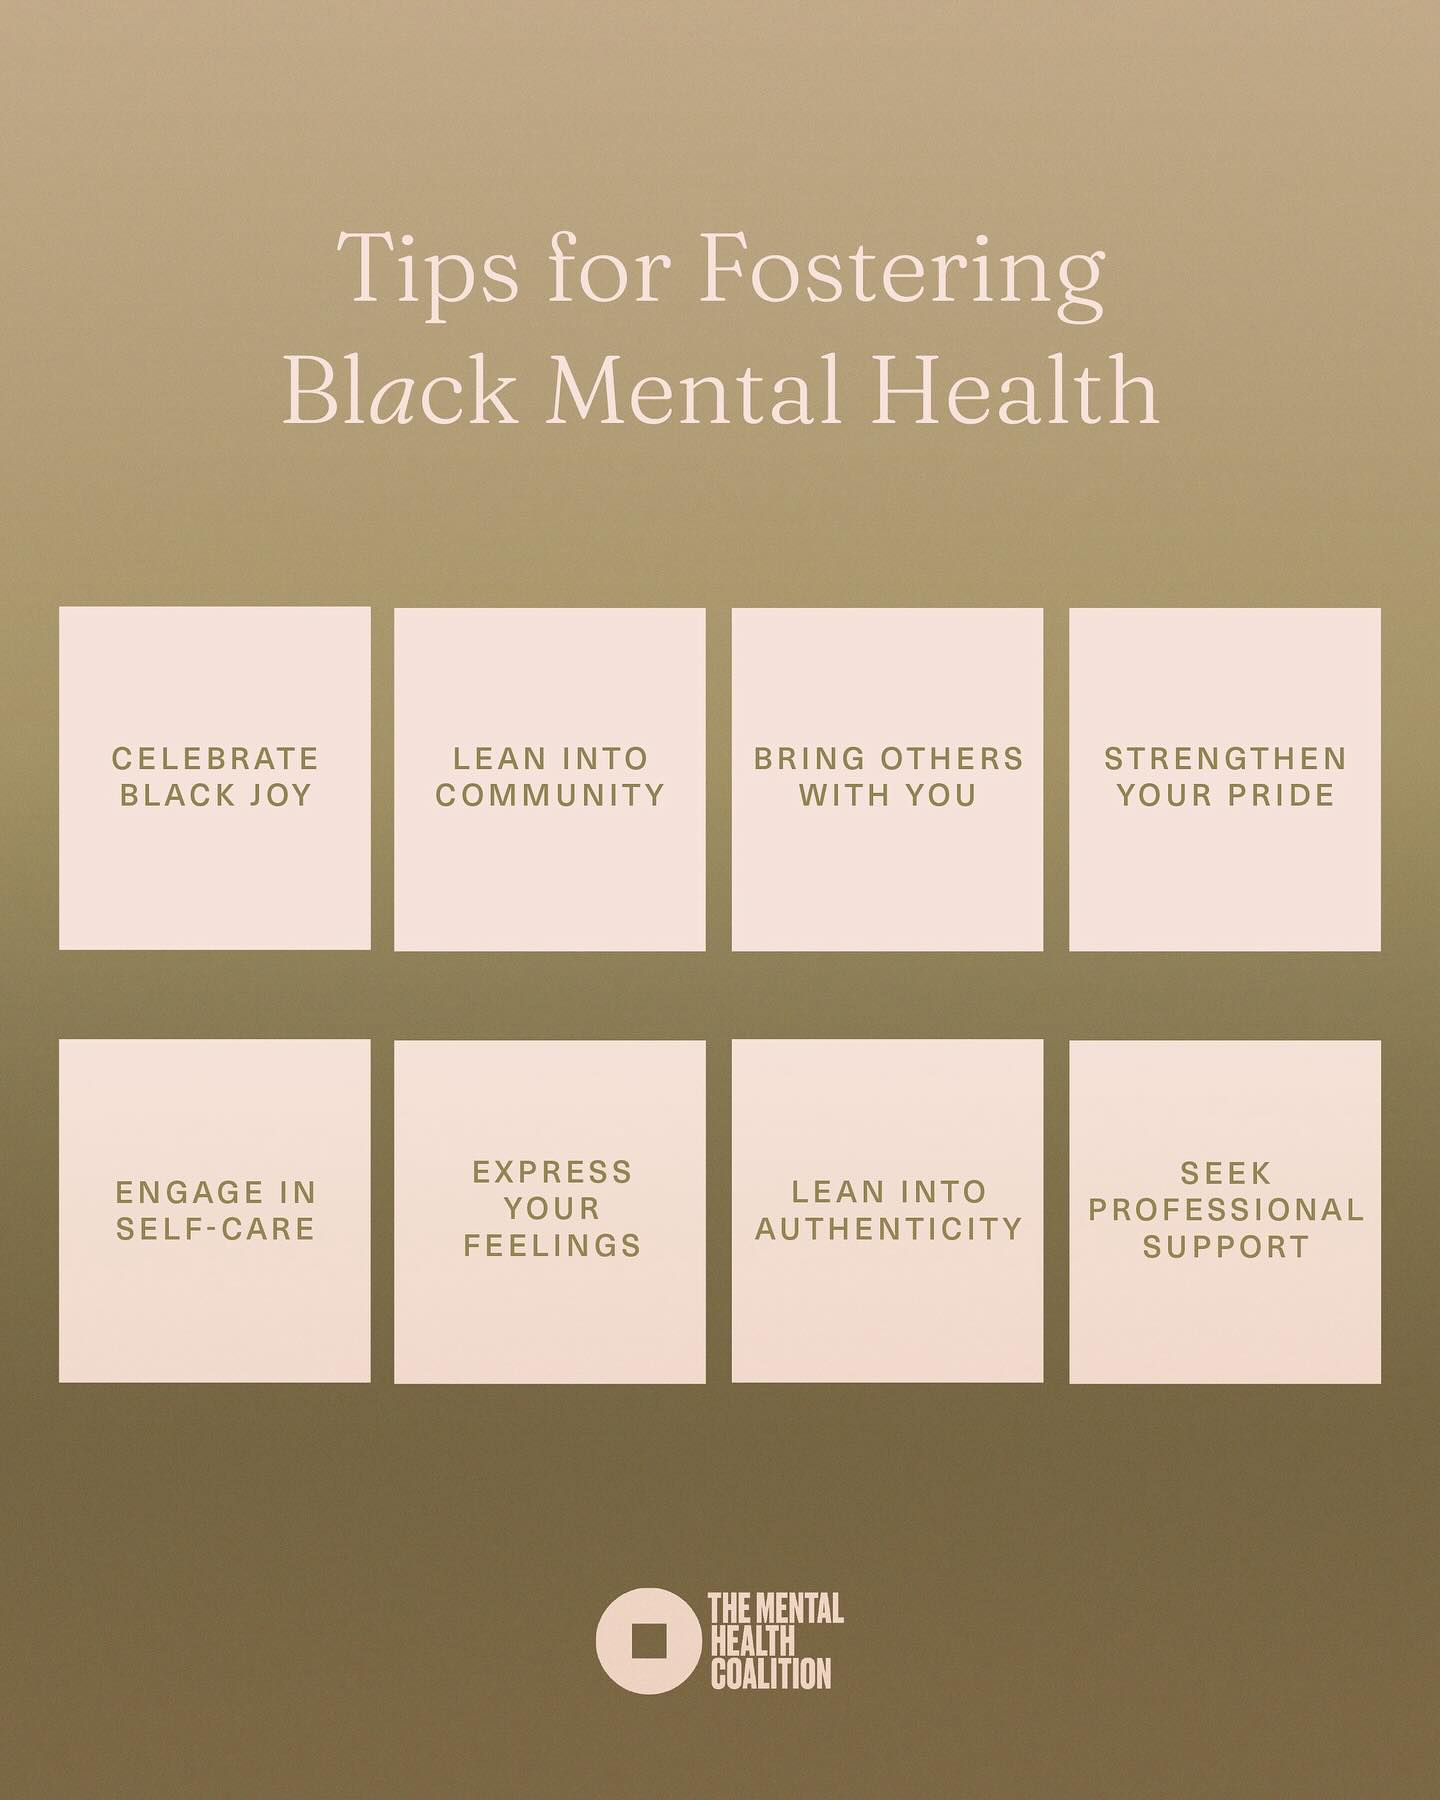 Tips for Fostering
Black Mental Health
CELEBRATE
BLACK JOY
LEAN INTO
COMMUNITY
BRING OTHERS
WITH YOU
STRENGTHEN
YOUR PRIDE
ENGAGE IN
SELF-CARE
EXPRESS
YOUR
FEELINGS
LEAN INTO
AUTHENTICITY
SEEK
PROFESSIONAL
SUPPORT
THE MENTAL
HEALTH
COALITION